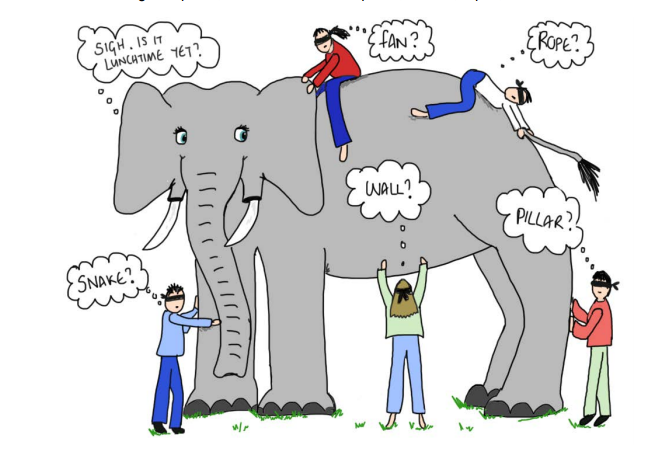 SIGH. IS IT
LUNCHTIME YET?
FAN?
ROPE?
WALL?
PILLAR?
SNAKE?